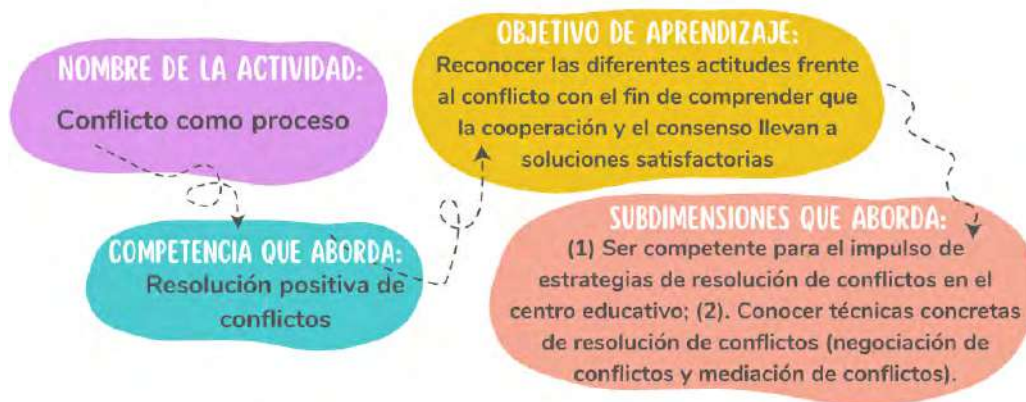 NOMBRE DE LA ACTIVIDAD:
Conflicto como proceso
COMPETENCIA QUE ABORDA:
Resolución positiva de
conflictos
OBJETIVO DE APRENDIZAJE:
Reconocer las diferentes actitudes frente
al conflicto con el fin de comprender que
la cooperación y el consenso llevan a
soluciones satisfactorias
SUBDIMENSIONES QUE ABORDA:
(1) Ser competente para el impulso de
estrategias de resolución de conflictos en el
centro educativo; (2). Conocer técnicas concretas
de resolución de conflictos (negociación de
conflictos y mediación de conflictos).